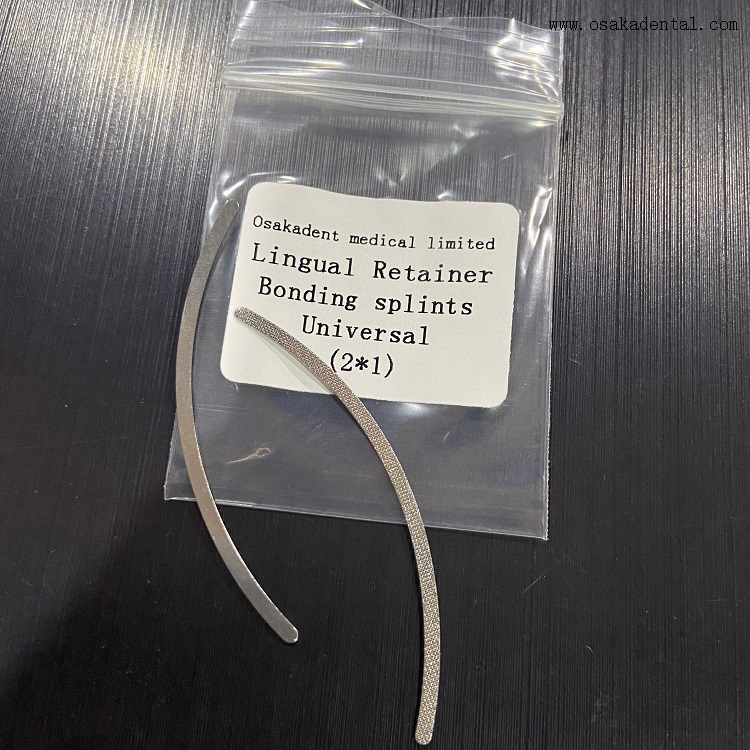 www.osakadental.com
Osakadent medical limited
Lingual Retainer
Bonding splints
Universal
(2*1)